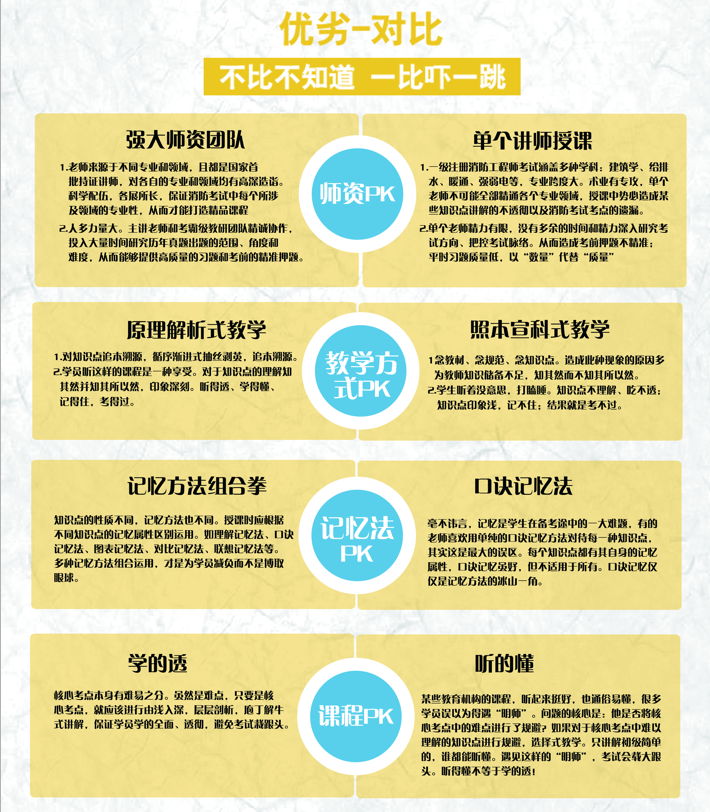 优劣-对比
不比不知道 一比吓一跳
强大师资团队
1.老师来源于不同专业和领域，且都是国家首
批持证讲师，对各自的专业和领域均有高深造诣。
科学配历，各展所长，保证消防考试中每个所涉
及领域的专业性，从而才能打造精品课程
2.人多力量大。主讲老师和考霸级教研团队精诚协作，
投入大量时间研究历年真题出题的范围、角度和
难度，从而能够提供高质量的习题和考前的精准押题。
师资PK
单个讲师授课
1.一级注册消防工程师考试涵盖多种学科：建筑学、给排
水、暖通、强弱电等，专业跨度大。术业有专攻，单个
老师不可能全部精通各个专业领域，授课中势必造成某
些知识点讲解的不透彻以及消防考试考点的遗漏。
2.单个老师精力有限，没有多余的时间和精力深入研究考
试方向、把控考试脉络。从而造成考前押题不精准；
平时习题质量低，以“数量”代替“质量”
原理解析式教学
1.对知识点追本溯源，循序渐进式抽丝剥茧，追本溯源。
2.学员听这样的课程是一种享受。对于知识点的理解知
其然并知其所以然，印象深刻。听得透、学得懂、
记得住，考得过。
教学方
式PK
照本宣科式教学
1念教材、念规范、念知识点。造成此种现象的原因多
为教师知识储备不足，知其然而不知其所以然。
2.学生听着没意思，打瞌睡。知识点不理解、吃不透；
知识点印象浅，记不住；结果就是考不过。
记忆方法组合拳
知识点的性质不同，记忆方法也不同。授课时应根据
不同知识点的记忆属性区别运用。如理解记忆法、口诀
记忆法、图表记忆法、对比记忆法、联想记忆法等。
多种记忆方法组合运用，才是为学员减负而不是博取
眼球。
记忆法
PK
口诀记忆法
毫不讳言，记忆是学生在备考途中的一大难题，有的
老师喜欢用单纯的口诀记忆方法对待每一种知识点，
其实这是最大的误区。每个知识点都有其自身的记忆
属性，口诀记忆虽好，但不适用于所有。口诀记忆仅
仅是记忆方法的冰山一角。
学的透
核心考点本身有难易之分。虽然是难点，只要是核
心考点，就应该进行由浅入深，层层剖析，庖丁解牛
式讲解，保证学员学的全面、透彻，避免考试栽跟头。
课程PK
听的懂
某些教育机构的课程，听起来挺好，也通俗易懂，很多
学员误以为得遇“明师”。问题的核心是：他是否将核
心考点中的难点进行了规避？如果对于核心考点中难以
理解的知识点进行规避，选择式教学。只讲解初级简单
的，谁都能听懂。遇见这样的“明师”，考试会载大跟
头。听得懂不等于学的透！